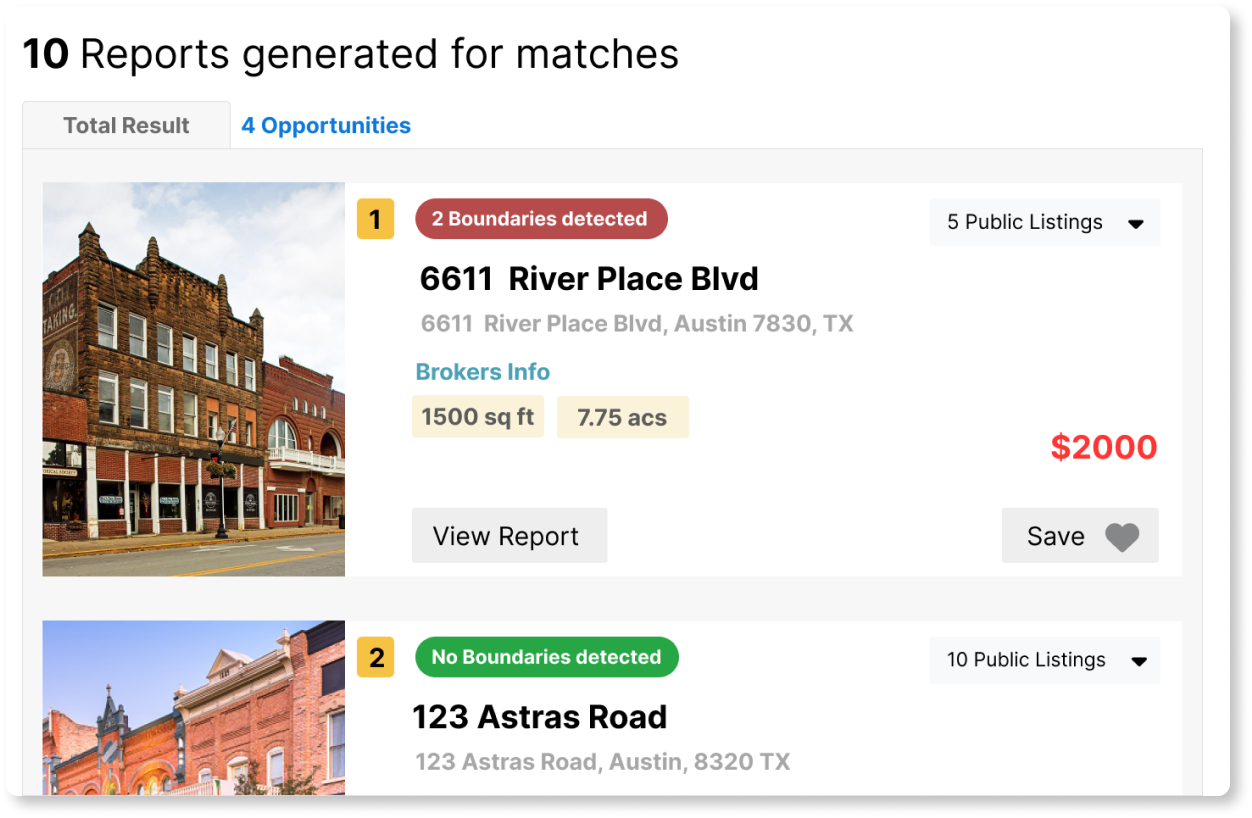 10 Reports generated for matches
Total Result
4 Opportunities
TAKING.
1
2 Boundaries detected
5 Public Listings
6611 River Place Blvd
6611 River Place Blvd, Austin 7830, TX
Brokers Info
1500 sq ft
7.75 acs
$2000
View Report
Save
2
No Boundaries detected
10 Public Listings
123 Astras Road
123 Astras Road, Austin, 8320 TX